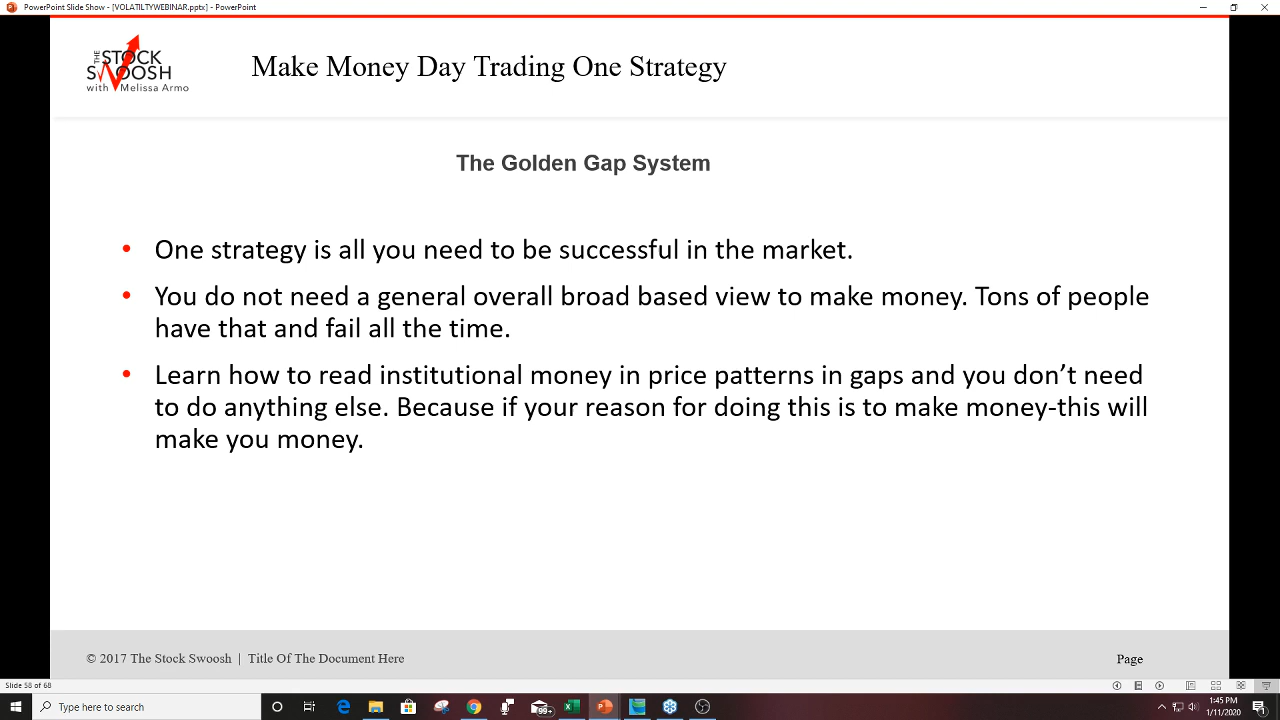 PowerPoint Slide Show - [VOLATILTYWEBINAR.pptx] - PowerPoint
THE STOCK
SWOOSH
with Melissa Armo
Make Money Day Trading One Strategy
The Golden Gap System
• One strategy is all you need to be successful in the market.
• You do not need a general overall broad based view to make money. Tons of people
have that and fail all the time.
• Learn how to read institutional money in price patterns in gaps and you don’t need
to do anything else. Because if your reason for doing this is to make money-this will
make you money.
© 2017 The Stock Swoosh | Title Of The Document Here
Page
Slide 58 of 68
Type here to search
99+
1:45 PM
1/11/2020
1